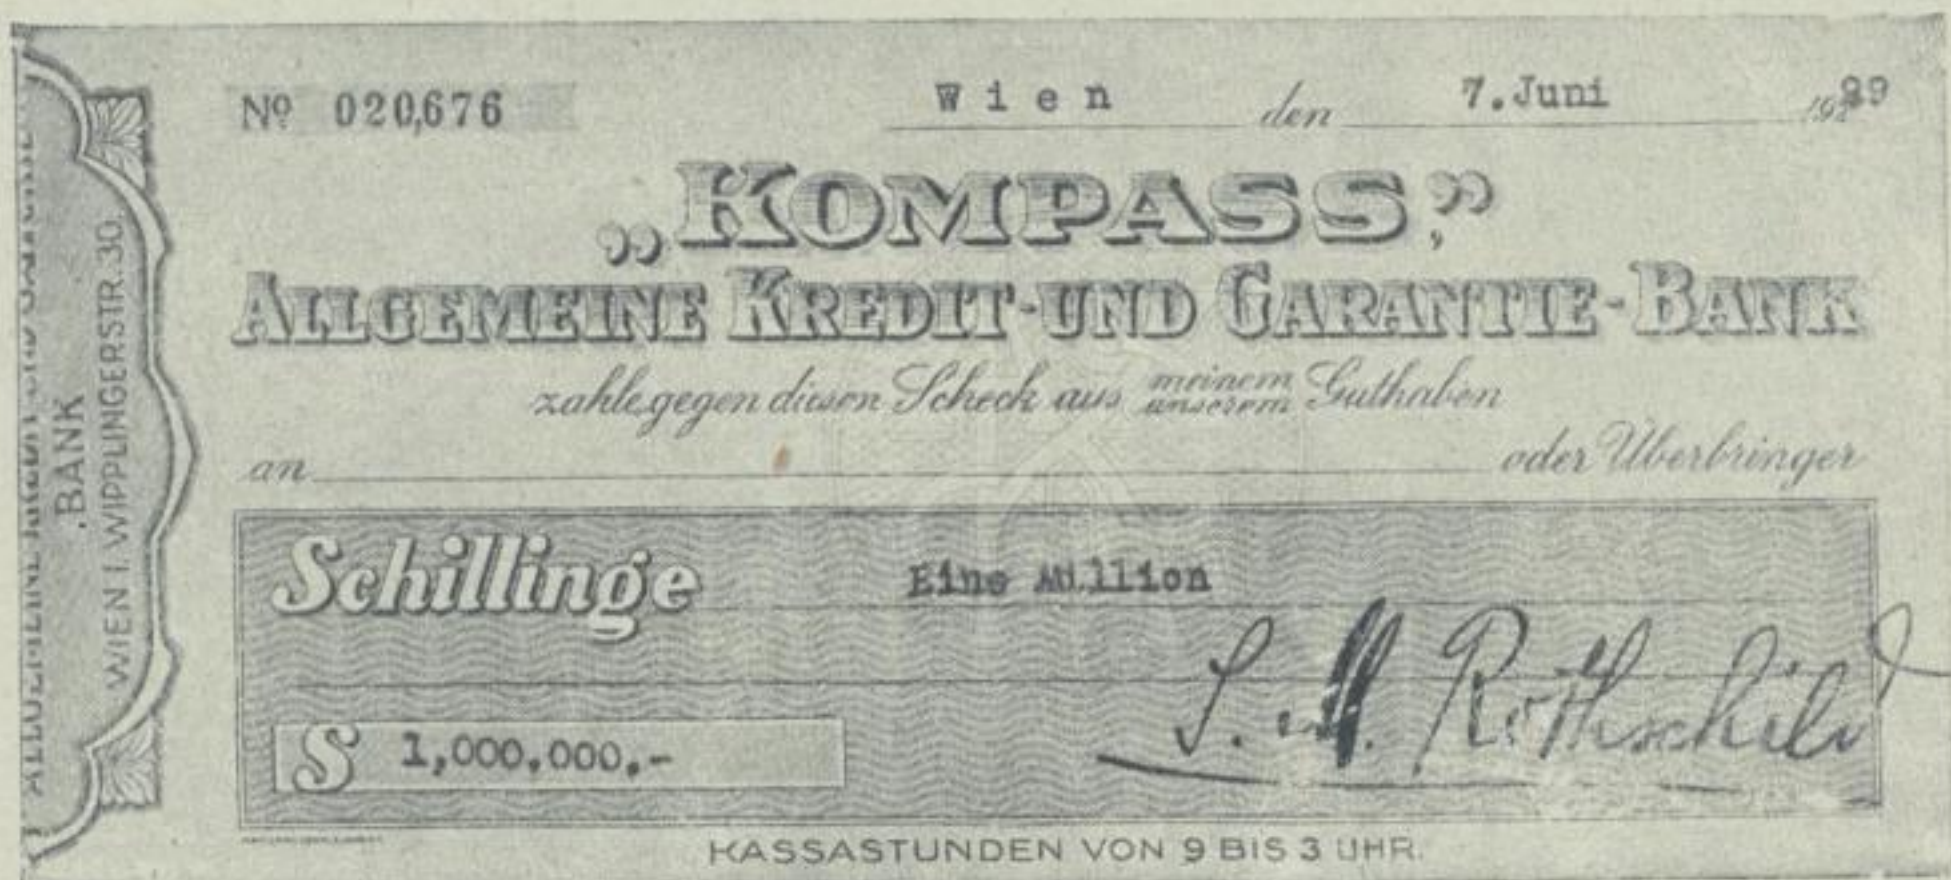 Nº 020,676
Wien den 7. Juni 1929
„KOMPASS,”
ALLGEMEINE KREDIT-UND GARANTIE-BANK
zahle gegen diesen Scheck aus meinem
unserem Guthaben
an oder Überbringer
Schillinge Eine Million
S 1,000.000.-
S. M. Rothschild
KASSASTUNDEN VON 9 BIS 3 UHR.
BANK
WIEN I. WIPPLINGERSTR. 30.